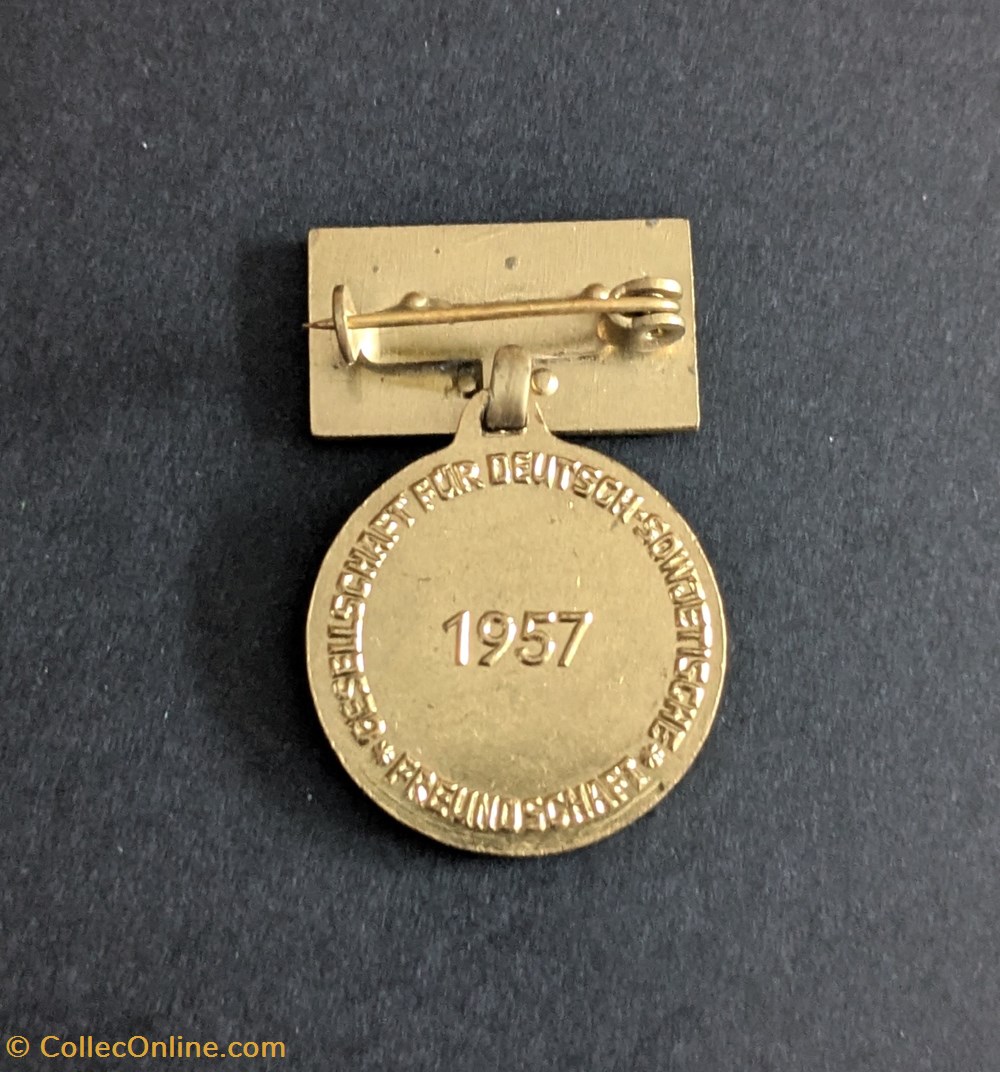 GESELLSCHAFT FÜR DEUTSCH-SOWJETISCHE
FREUNDSCHAFT
1957
© CollecOnline.com